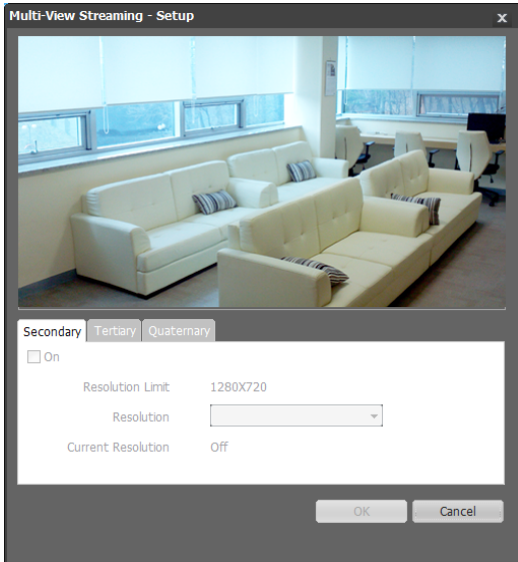 Multi-View Streaming - Setup x
Secondary Tertiary Quaternary
On
Resolution Limit 1280X720
Resolution
Current Resolution Off
OK Cancel